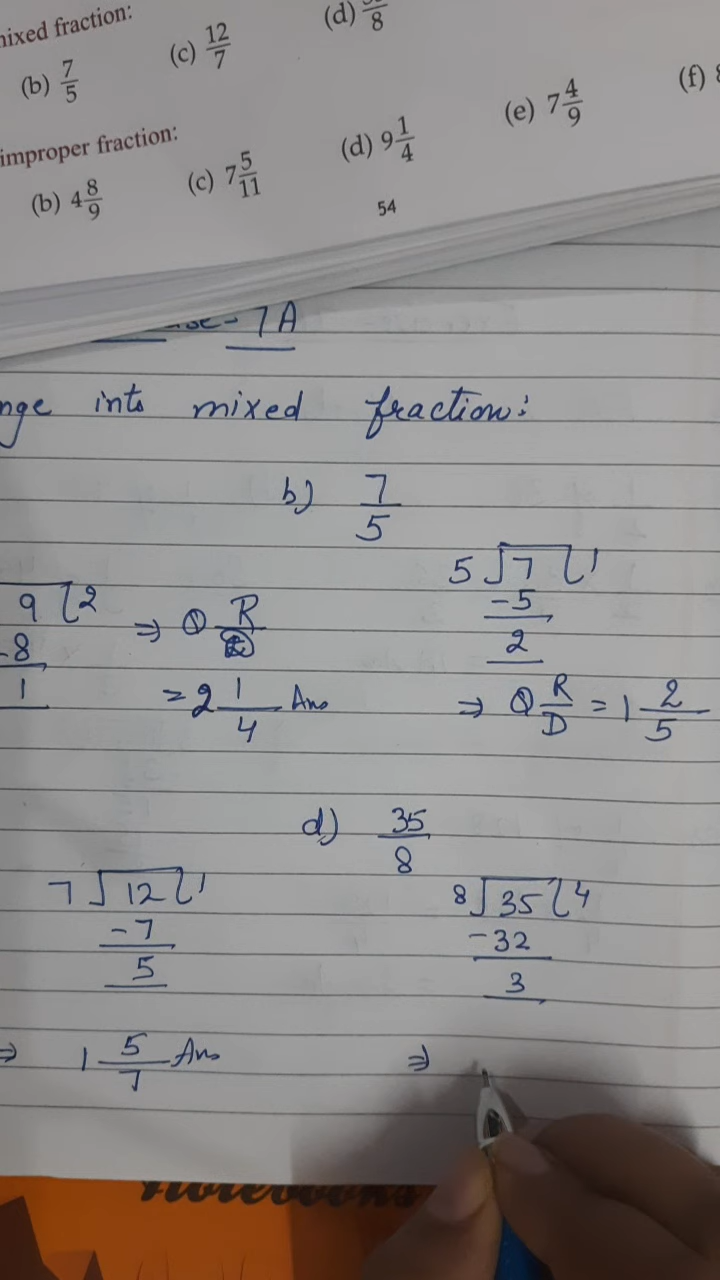 mixed fraction:
(b) 7/5 (c) 12/7 (d) /8
improper fraction:
(b) 4 8/9 (c) 7 5/11 (d) 9 1/4 (e) 7 4/9 (f) 8
54
7A
into mixed fraction:
b) 7/5
9 2 5 7 1
-8 -5
1 2
⇒ Q R/D
= 2 1/4 Ans ⇒ Q R/D = 1 2/5
d) 35/8
7 12 1 8 35 4
-7 -32
5 3
⇒ 1 5/7 Ans ⇒
Notebooks